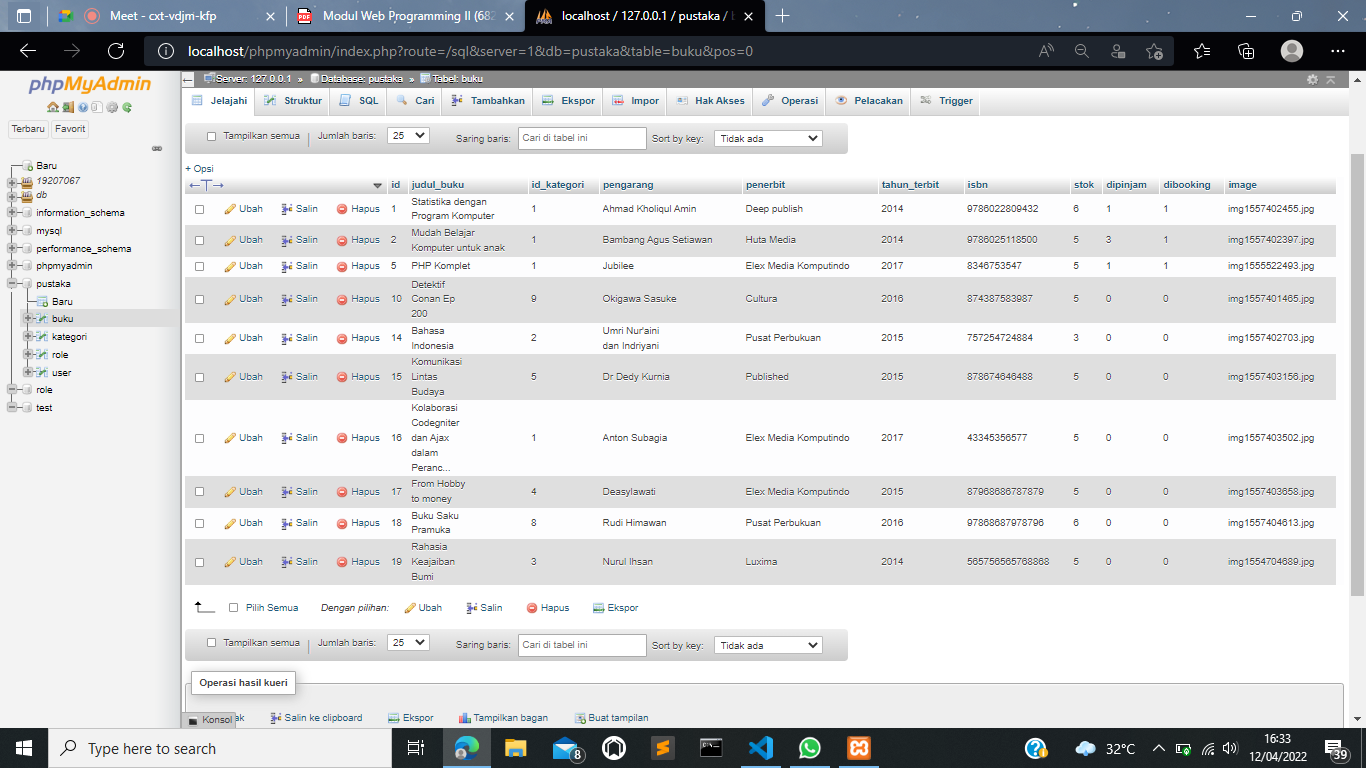 Meet - cxt-vdjm-kfp
Modul Web Programming II (682
localhost / 127.0.0.1 / pustaka / b
localhost/phpmyadmin/index.php?route=/sql&server=1&db=pustaka&table=buku&pos=0
phpMyAdmin
Terbaru Favorit
Baru
19207067
db
information_schema
mysql
performance_schema
phpmyadmin
pustaka
Baru
buku
kategori
role
user
role
test
Server: 127.0.0.1 » Database: pustaka » Tabel: buku
Jelajahi Struktur SQL Cari Tambahkan Ekspor Impor Hak Akses Operasi Pelacakan Trigger
Tampilkan semua Jumlah baris: 25 Saring baris: Cari di tabel ini Sort by key: Tidak ada
+ Opsi
←T→ id judul_buku id_kategori pengarang penerbit tahun_terbit isbn stok dipinjam dibooking image
Ubah Salin Hapus 1 Statistika dengan Program Komputer 1 Ahmad Kholiqul Amin Deep publish 2014 9786022809432 6 1 1 img1557402455.jpg
Ubah Salin Hapus 2 Mudah Belajar Komputer untuk anak 1 Bambang Agus Setiawan Huta Media 2014 9786025118500 5 3 1 img1557402397.jpg
Ubah Salin Hapus 5 PHP Komplet 1 Jubilee Elex Media Komputindo 2017 8346753547 5 1 1 img1555522493.jpg
Ubah Salin Hapus 10 Detektif Conan Ep 200 9 Okigawa Sasuke Cultura 2016 874387583987 5 0 0 img1557401465.jpg
Ubah Salin Hapus 14 Bahasa Indonesia 2 Umri Nur'aini dan Indriyani Pusat Perbukuan 2015 757254724884 3 0 0 img1557402703.jpg
Ubah Salin Hapus 15 Komunikasi Lintas Budaya 5 Dr Dedy Kurnia Published 2015 878674646488 5 0 0 img1557403156.jpg
Ubah Salin Hapus 16 Kolaborasi Codegniter dan Ajax dalam Peranc... 1 Anton Subagia Elex Media Komputindo 2017 43345356577 5 0 0 img1557403502.jpg
Ubah Salin Hapus 17 From Hobby to money 4 Deasylawati Elex Media Komputindo 2015 87968686787879 5 0 0 img1557403658.jpg
Ubah Salin Hapus 18 Buku Saku Pramuka 8 Rudi Himawan Pusat Perbukuan 2016 97868687978796 6 0 0 img1557404613.jpg
Ubah Salin Hapus 19 Rahasia Keajaiban Bumi 3 Nurul Ihsan Luxima 2014 565756565768868 5 0 0 img1554704689.jpg
Pilih Semua Dengan pilihan: Ubah Salin Hapus Ekspor
Tampilkan semua Jumlah baris: 25 Saring baris: Cari di tabel ini Sort by key: Tidak ada
Operasi hasil kueri
Konsol ak Salin ke clipboard Ekspor Tampilkan bagan Buat tampilan
Type here to search
8
32°C
16:33
12/04/2022
39